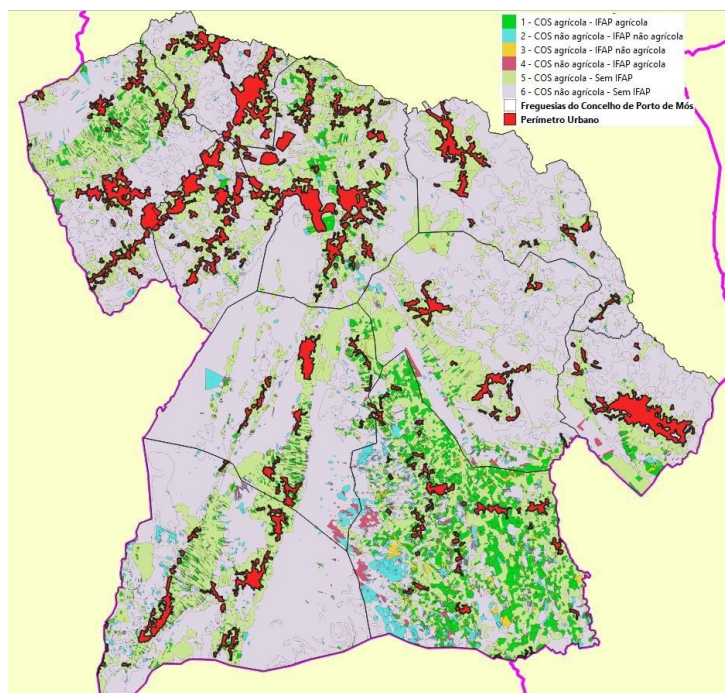 1 - COS agrícola - IFAP agrícola
2 - COS não agrícola - IFAP não agrícola
3 - COS agrícola - IFAP não agrícola
4 - COS não agrícola - IFAP agrícola
5 - COS agrícola - Sem IFAP
6 - COS não agrícola - Sem IFAP
Freguesias do Concelho de Porto de Mós
Perímetro Urbano